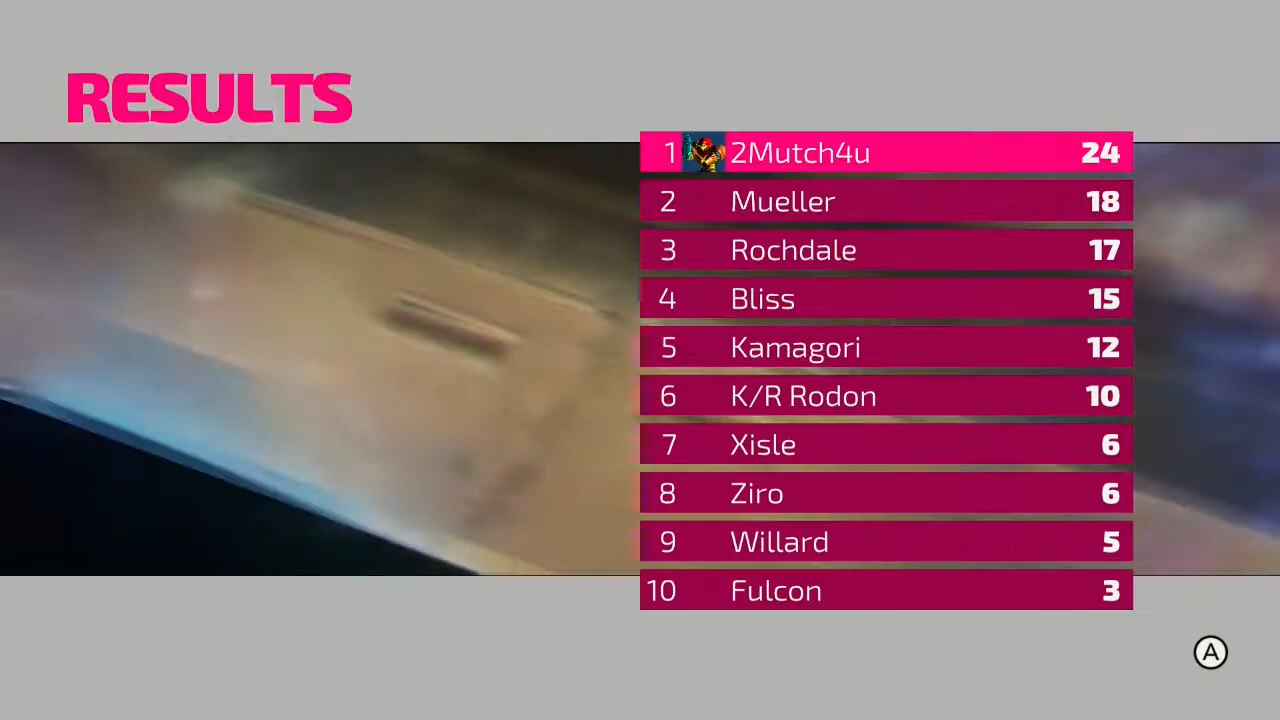 RESULTS
1 2Mutch4u 24
2 Mueller 18
3 Rochdale 17
4 Bliss 15
5 Kamagori 12
6 K/R Rodon 10
7 Xisle 6
8 Ziro 6
9 Willard 5
10 Fulcon 3
A